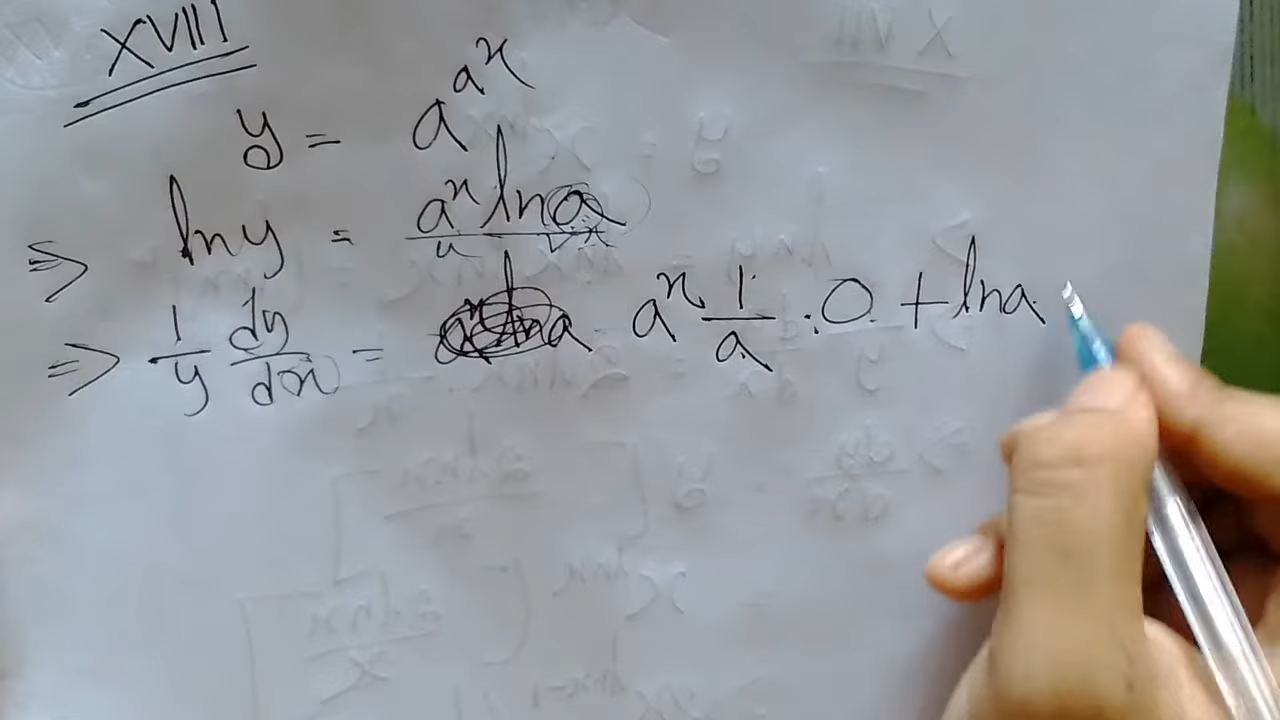 XVIII
y = a^{a^x}
⇒ ln y = a^x ln a
⇒ 1/y dy/dx = a^x 1/a . 0 + ln a